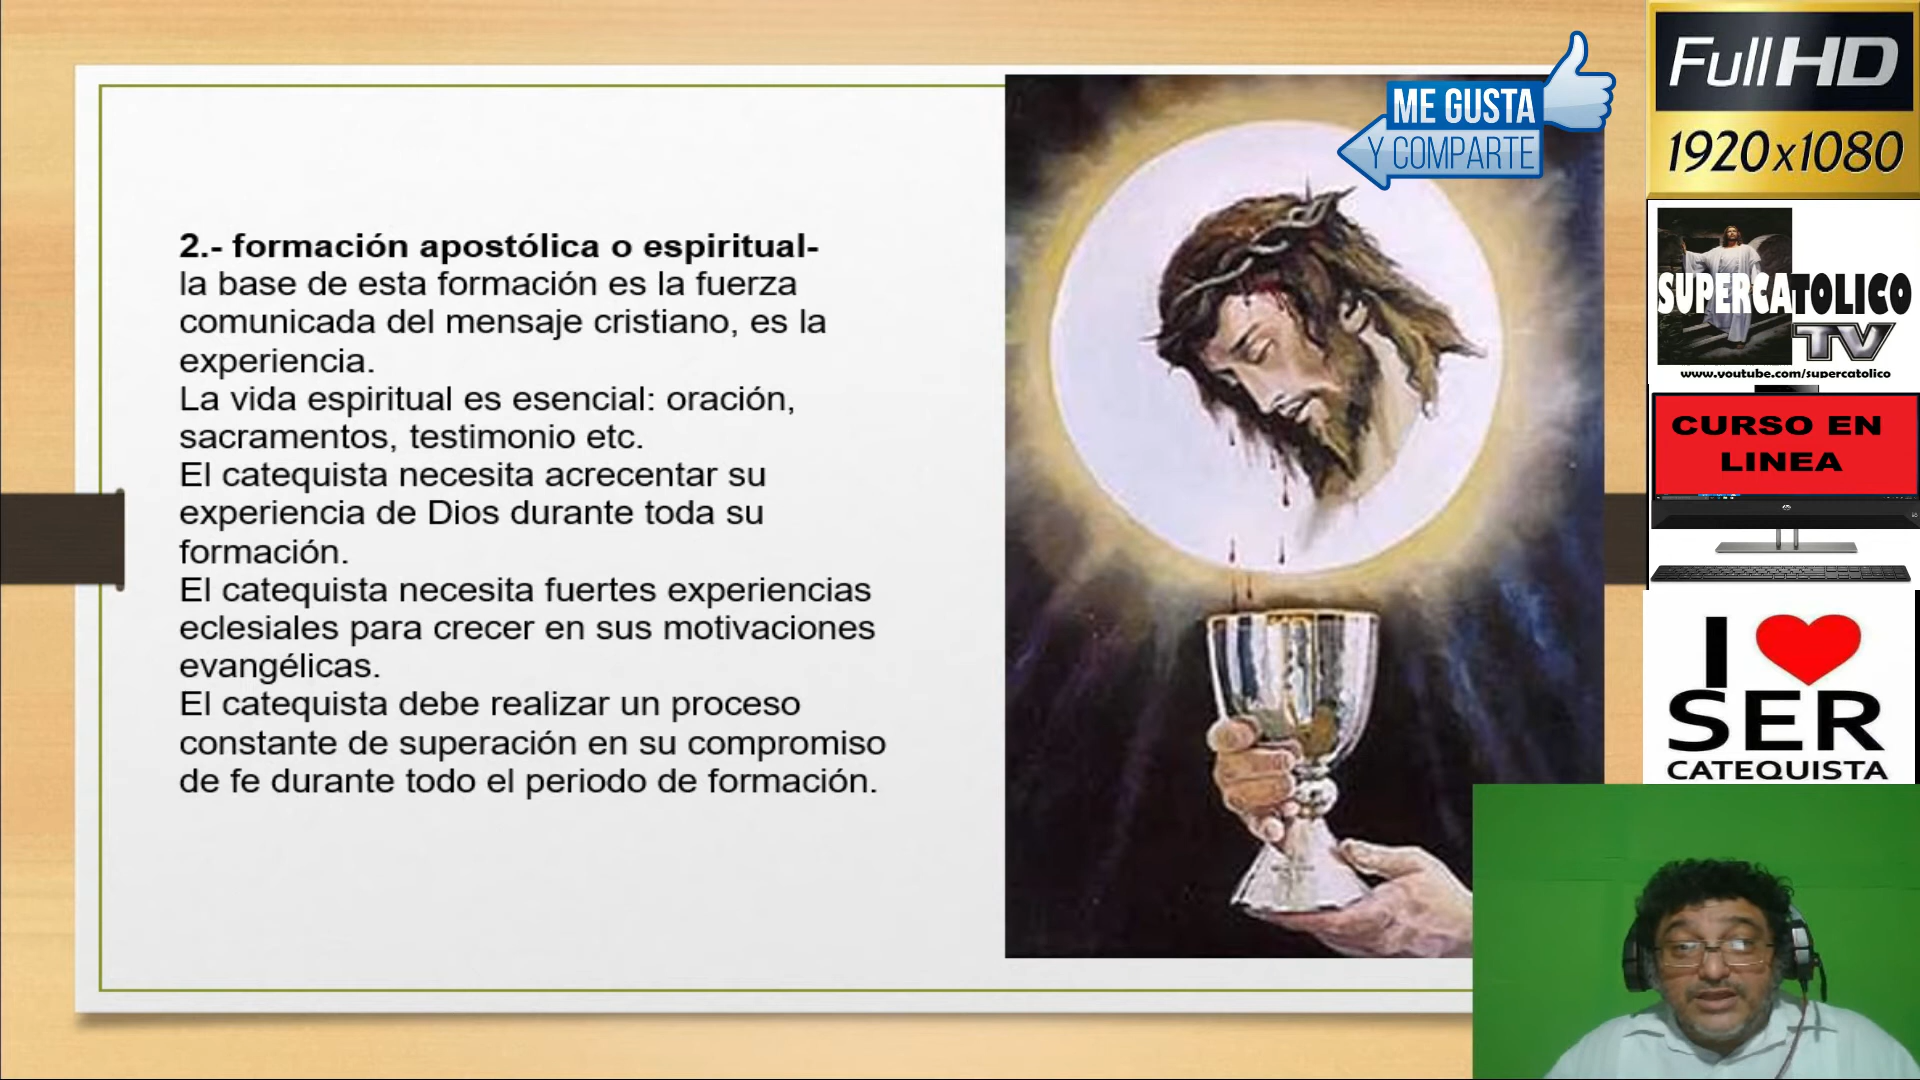 2.- formación apostólica o espiritual-
la base de esta formación es la fuerza
comunicada del mensaje cristiano, es la
experiencia.
La vida espiritual es esencial: oración,
sacramentos, testimonio etc.
El catequista necesita acrecentar su
experiencia de Dios durante toda su
formación.
El catequista necesita fuertes experiencias
eclesiales para crecer en sus motivaciones
evangélicas.
El catequista debe realizar un proceso
constante de superación en su compromiso
de fe durante todo el periodo de formación.
ME GUSTA
Y COMPARTE
Full HD
1920x1080
SUPERCATOLICO
TV
www.youtube.com/supercatolico
CURSO EN
LINEA
I
SER
CATEQUISTA